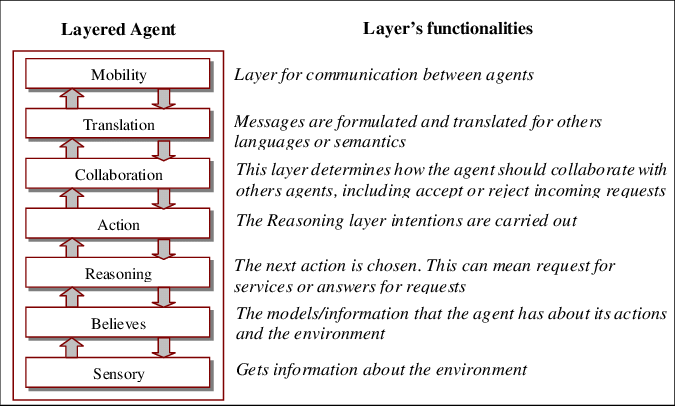 Layered Agent
Layer's functionalities
Mobility
Layer for communication between agents
Translation
Messages are formulated and translated for others
languages or semantics
Collaboration
This layer determines how the agent should collaborate with
others agents, including accept or reject incoming requests
Action
The Reasoning layer intentions are carried out
Reasoning
The next action is chosen. This can mean request for
services or answers for requests
Believes
The models/information that the agent has about its actions
and the environment
Sensory
Gets information about the environment